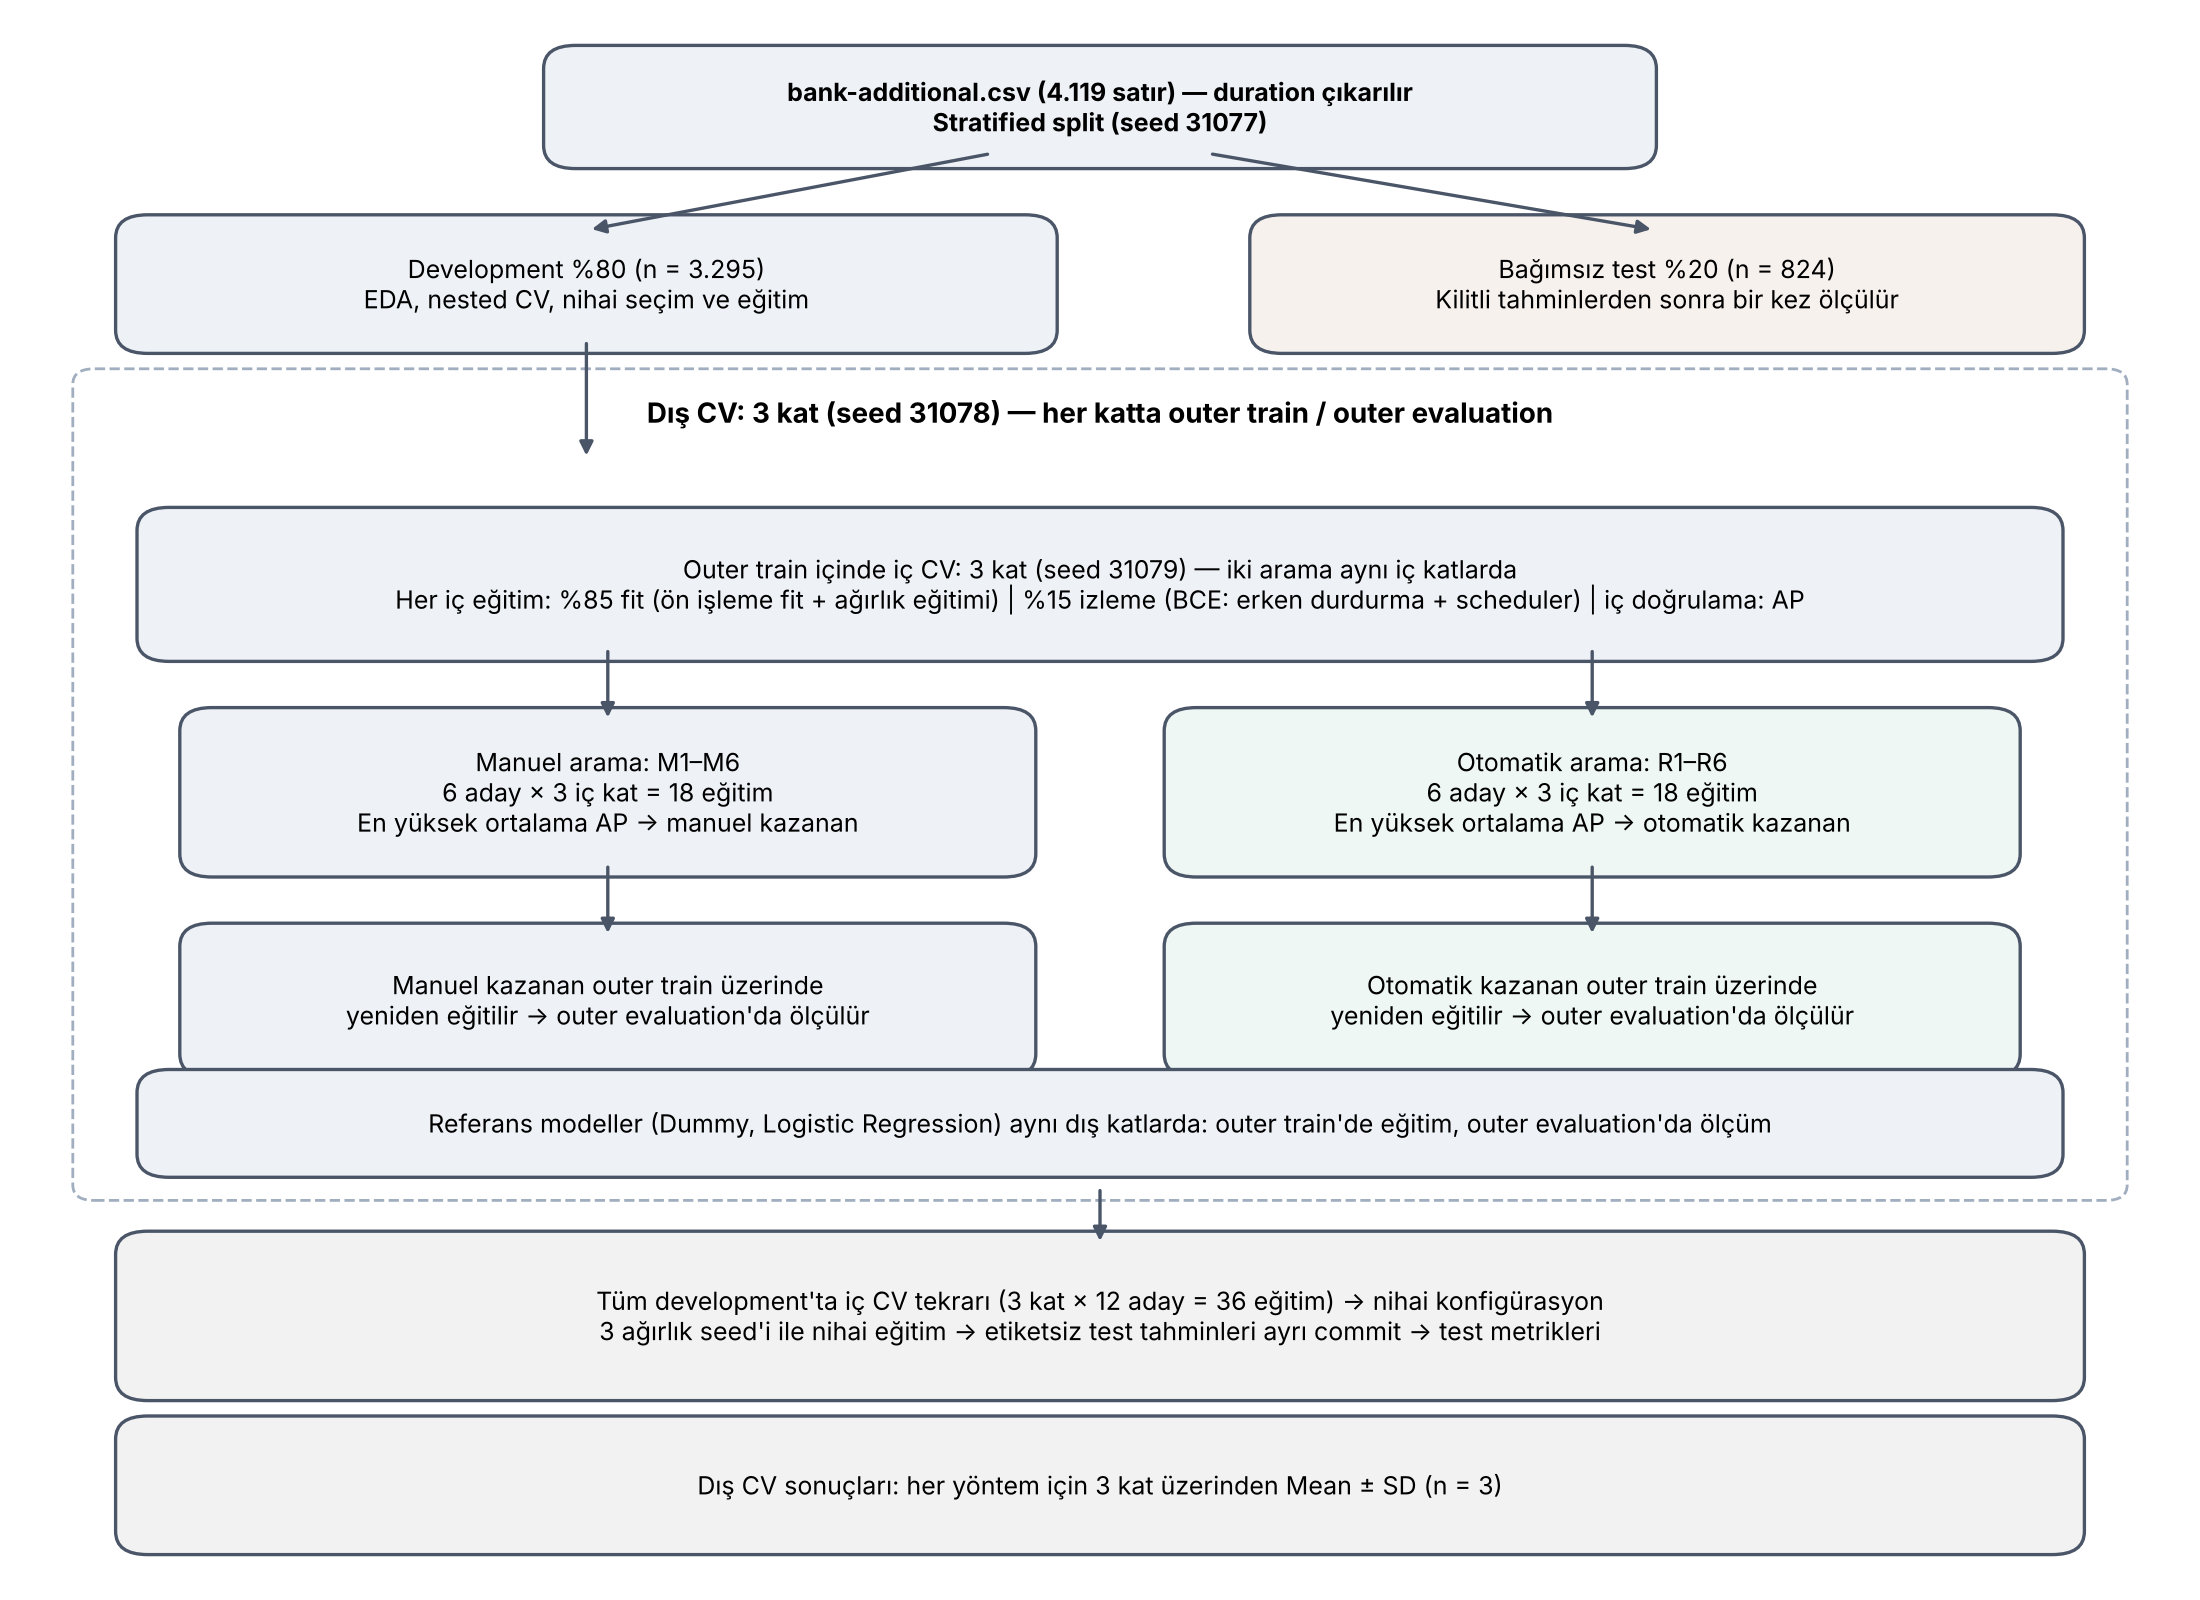 bank-additional.csv (4.119 satır) — duration çıkarılır
Stratified split (seed 31077)
Development %80 (n = 3.295)
EDA, nested CV, nihai seçim ve eğitim
Bağımsız test %20 (n = 824)
Kilitli tahminlerden sonra bir kez ölçülür
Dış CV: 3 kat (seed 31078) — her katta outer train / outer evaluation
Outer train içinde iç CV: 3 kat (seed 31079) — iki arama aynı iç katlarda
Her iç eğitim: %85 fit (ön işleme fit + ağırlık eğitimi) | %15 izleme (BCE: erken durdurma + scheduler) | iç doğrulama: AP
Manuel arama: M1–M6
6 aday × 3 iç kat = 18 eğitim
En yüksek ortalama AP → manuel kazanan
Otomatik arama: R1–R6
6 aday × 3 iç kat = 18 eğitim
En yüksek ortalama AP → otomatik kazanan
Manuel kazanan outer train üzerinde
yeniden eğitilir → outer evaluation'da ölçülür
Otomatik kazanan outer train üzerinde
yeniden eğitilir → outer evaluation'da ölçülür
Referans modeller (Dummy, Logistic Regression) aynı dış katlarda: outer train'de eğitim, outer evaluation'da ölçüm
Tüm development'ta iç CV tekrarı (3 kat × 12 aday = 36 eğitim) → nihai konfigürasyon
3 ağırlık seed'i ile nihai eğitim → etiketsiz test tahminleri ayrı commit → test metrikleri
Dış CV sonuçları: her yöntem için 3 kat üzerinden Mean ± SD (n = 3)